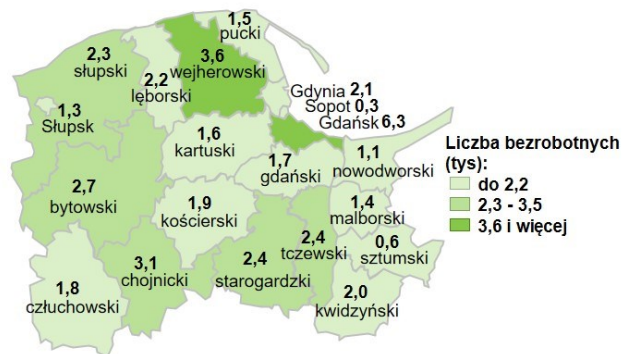 1,5
pucki
2,3
słupski
3,6
wejherowski
2,2
lęborski
Gdynia 2,1
Sopot 0,3
Gdańsk 6,3
1,3
Słupsk
1,6
kartuski
1,7
gdański
1,1
nowodworski
Liczba bezrobotnych
(tys):
do 2,2
2,3 - 3,5
3,6 i więcej
2,7
bytowski
1,9
kościerski
1,4
malborski
2,4
tczewski
0,6
sztumski
3,1
chojnicki
2,4
starogardzki
1,8
człuchowski
2,0
kwidzyński